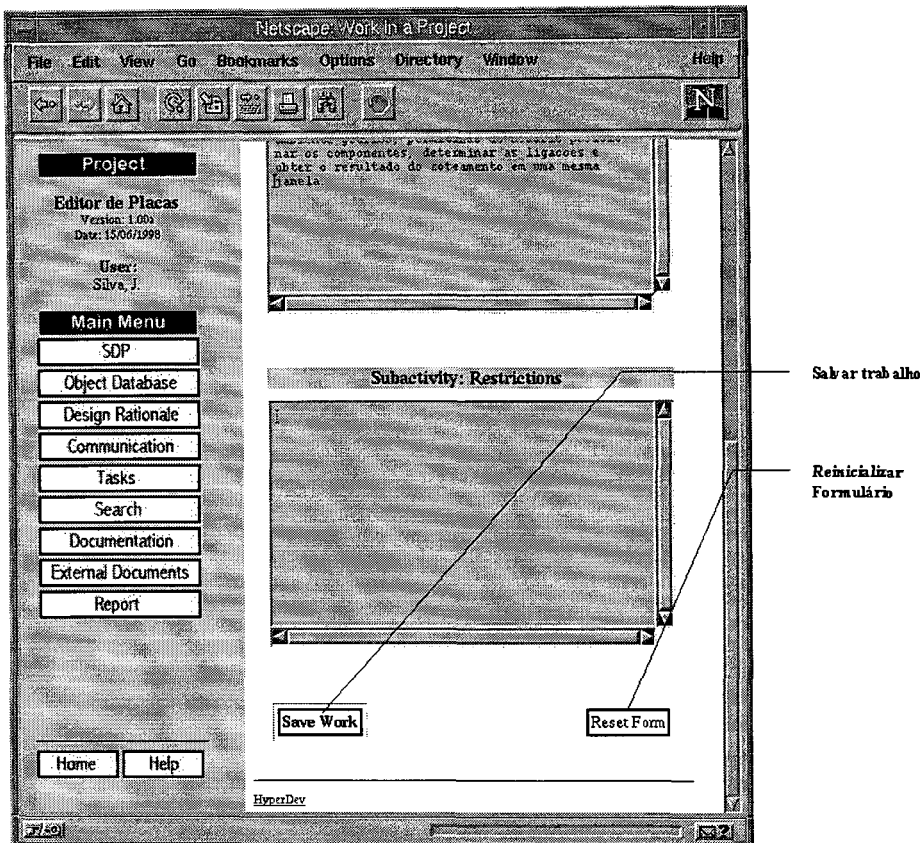 Netscape: Work in a Project
File Edit View Go Bookmarks Options Directory Window Help
N
Project
Editor de Placas
Version: 1.00a
Date: 15/06/1998
User:
Silva, J.
Main Menu
SDP
Object Database
Design Rationale
Communication
Tasks
Search
Documentation
External Documents
Report
Home Help
nar os componentes, determinar as ligacoes e
obter o resultado do roteamento em uma mesma
janela
Subactivity: Restrictions
Save Work Reset Form
HyperDev
Salvar trabalho
Reinicializar
Formulário